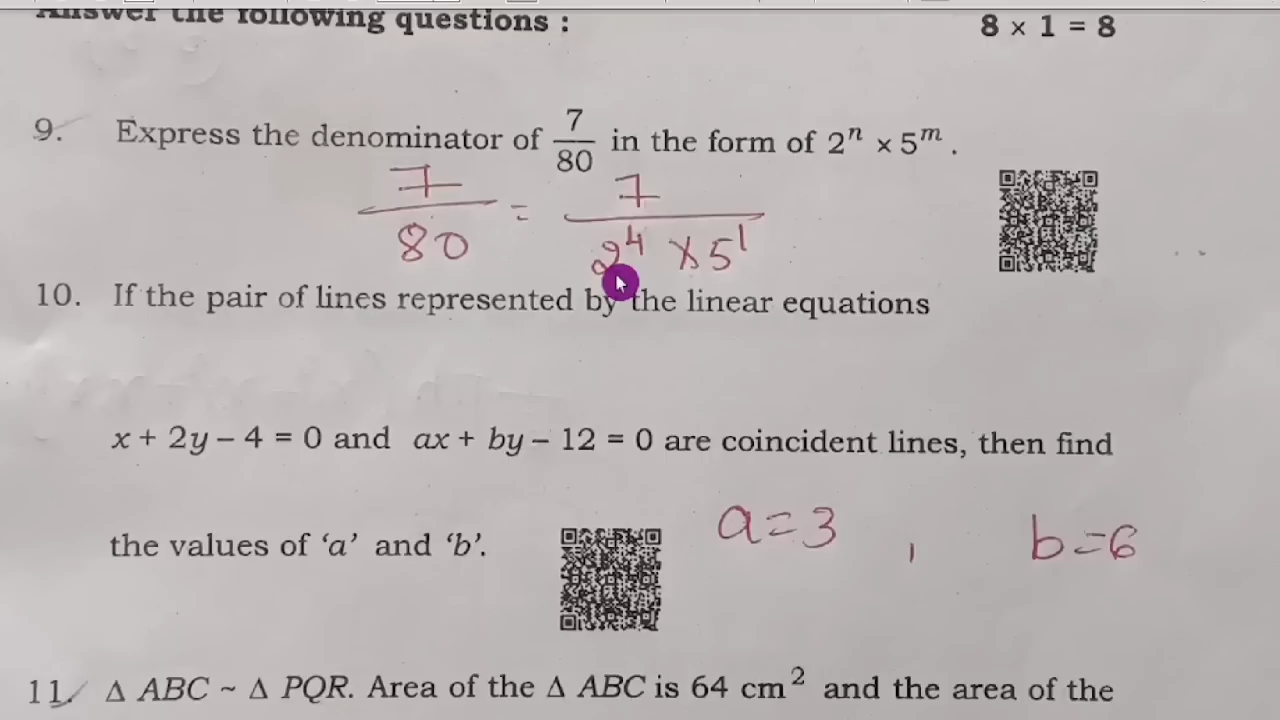 Answer the following questions :
8 × 1 = 8
9. Express the denominator of 7/80 in the form of 2ⁿ × 5ᵐ .
7/80 = 7/(2⁴ × 5¹)
10. If the pair of lines represented by the linear equations
x + 2y – 4 = 0 and ax + by – 12 = 0 are coincident lines, then find
the values of ‘a’ and ‘b’.
a=3 , b=6
11. Δ ABC ~ Δ PQR. Area of the Δ ABC is 64 cm² and the area of the